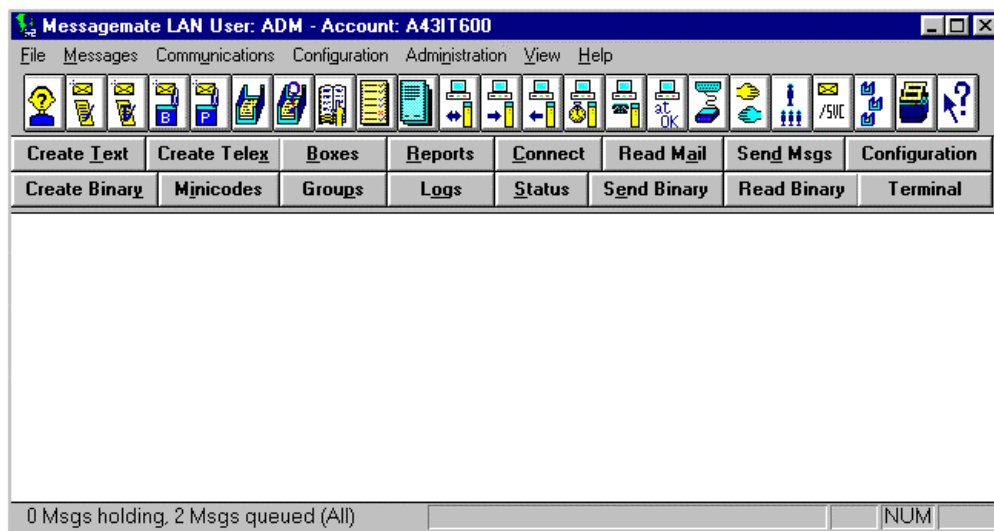 Messagemate LAN User: ADM - Account: A43IT600
File Messages Communications Configuration Administration View Help
B P at OK /SVC ?
Create Text Create Telex Boxes Reports Connect Read Mail Send Msgs Configuration
Create Binary Minicodes Groups Logs Status Send Binary Read Binary Terminal
0 Msgs holding, 2 Msgs queued (All) NUM